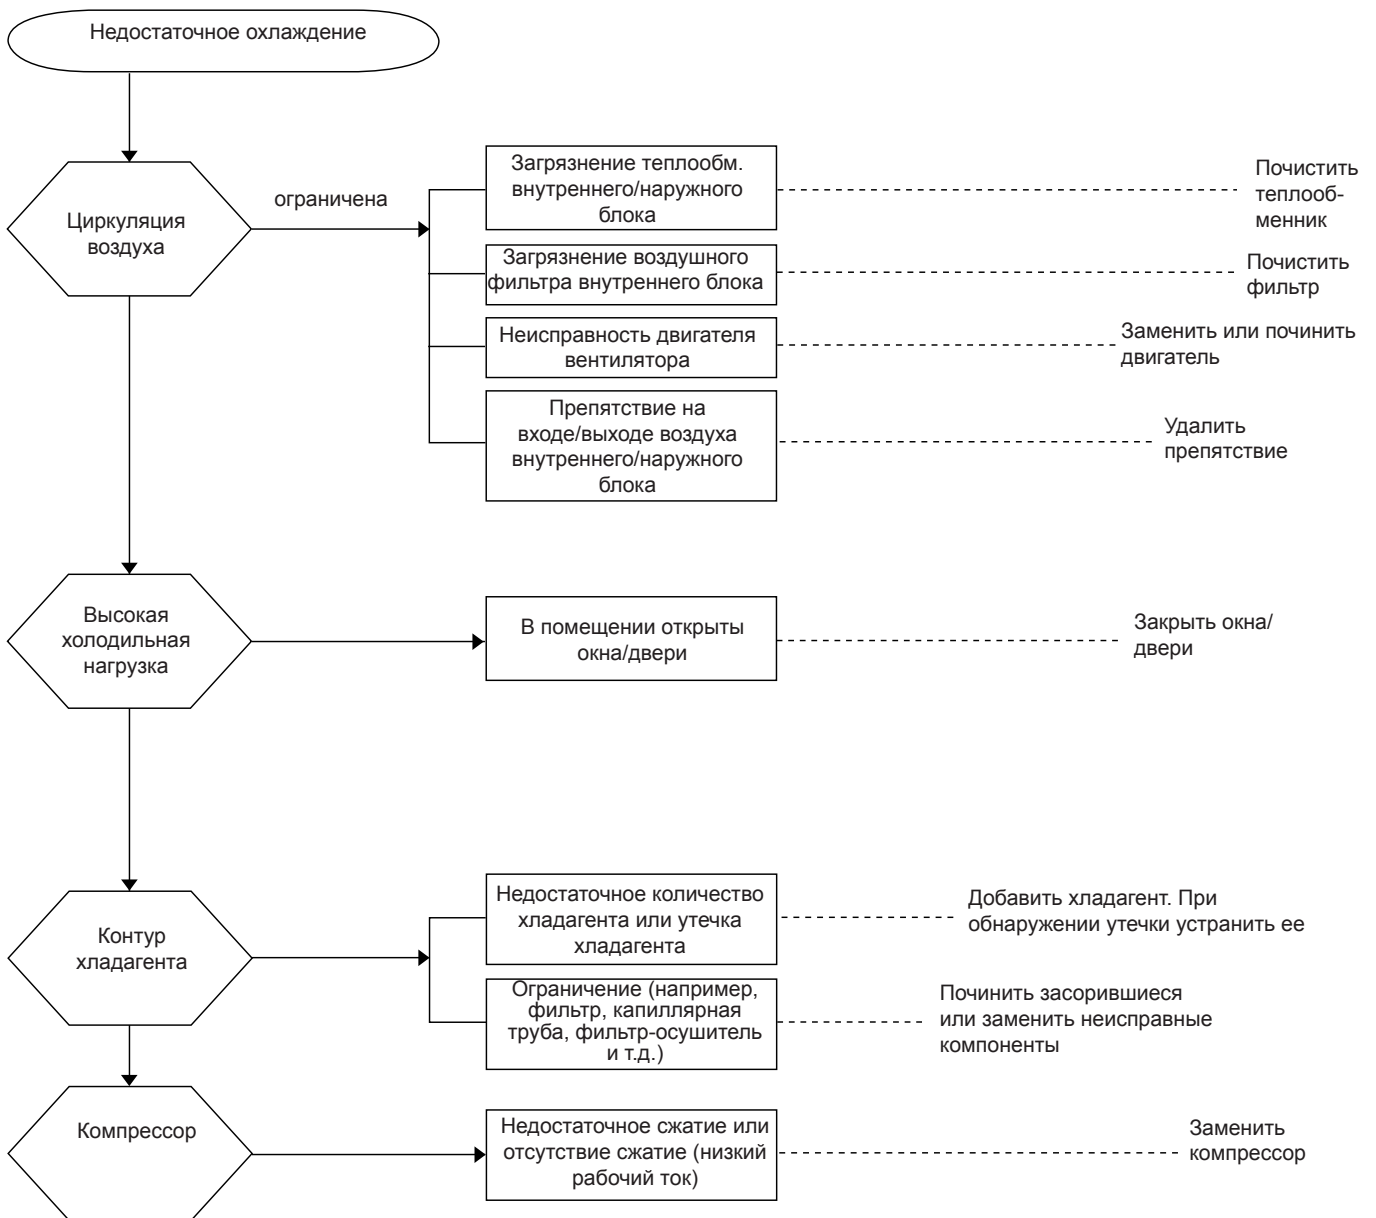 Недостаточное охлаждение
Циркуляция
воздуха
ограничена
Загрязнение теплообм.
внутреннего/наружного
блока
Почистить
теплооб-
менник
Загрязнение воздушного
фильтра внутреннего блока
Почистить
фильтр
Неисправность двигателя
вентилятора
Заменить или починить
двигатель
Препятствие на
входе/выходе воздуха
внутреннего/наружного
блока
Удалить
препятствие
Высокая
холодильная
нагрузка
В помещении открыты
окна/двери
Закрыть окна/
двери
Контур
хладагента
Недостаточное количество
хладагента или утечка
хладагента
Добавить хладагент. При
обнаружении утечки устранить ее
Ограничение (например,
фильтр, капиллярная
труба, фильтр-осушитель
и т.д.)
Починить засорившиеся
или заменить неисправные
компоненты
Компрессор
Недостаточное сжатие или
отсутствие сжатие (низкий
рабочий ток)
Заменить
компрессор